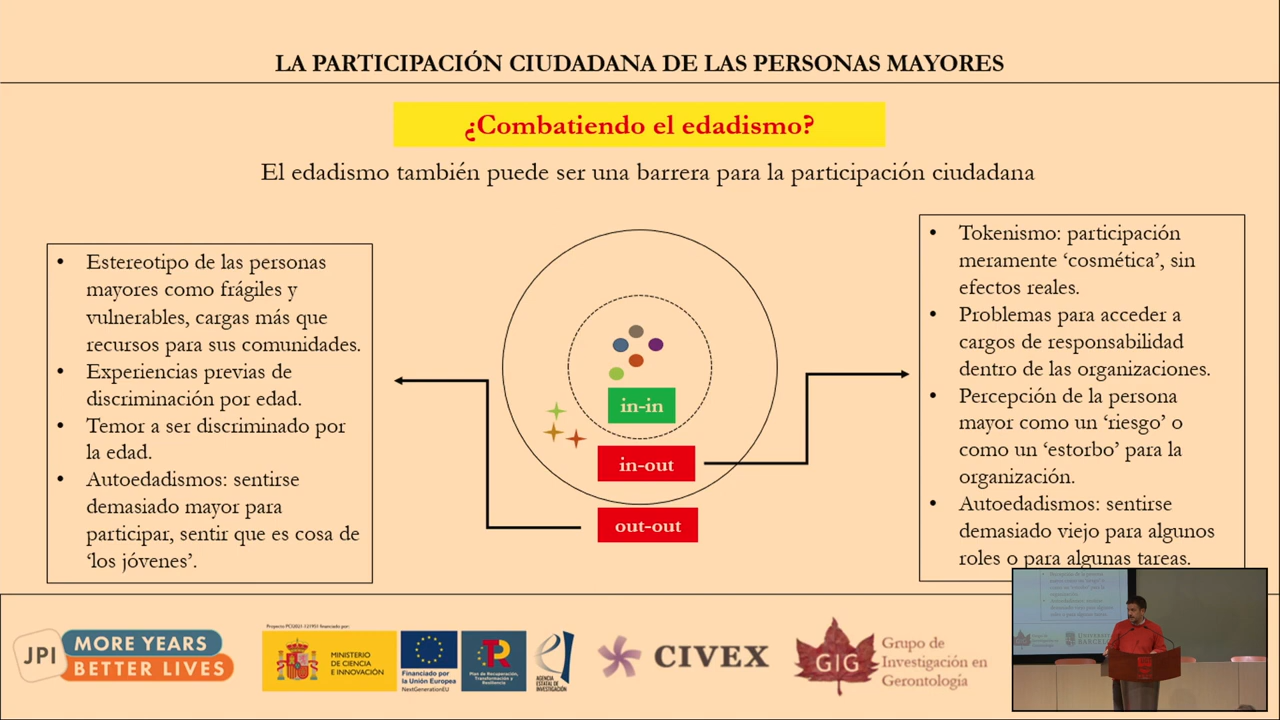 LA PARTICIPACIÓN CIUDADANA DE LAS PERSONAS MAYORES
¿Combatiendo el edadismo?
El edadismo también puede ser una barrera para la participación ciudadana
• Estereotipo de las personas
mayores como frágiles y
vulnerables, cargas más que
recursos para sus comunidades.
• Experiencias previas de
discriminación por edad.
• Temor a ser discriminado por
la edad.
• Autoedadismos: sentirse
demasiado mayor para
participar, sentir que es cosa de
‘los jóvenes’.
in-in
in-out
out-out
• Tokenismo: participación
meramente ‘cosmética’, sin
efectos reales.
• Problemas para acceder a
cargos de responsabilidad
dentro de las organizaciones.
• Percepción de la persona
mayor como un ‘riesgo’ o
como un ‘estorbo’ para la
organización.
• Autoedadismos: sentirse
demasiado viejo para algunos
roles o para algunas tareas.
JPI
MORE YEARS
BETTER LIVES
MINISTERIO
DE CIENCIA
E INNOVACIÓN
Financiado por
la Unión Europea
NextGenerationEU
Plan de Recuperación,
Transformación y
Resiliencia
AGENCIA
ESTATAL DE
INVESTIGACIÓN
CIVEX
GIG
Grupo de
Investigación en
Gerontología